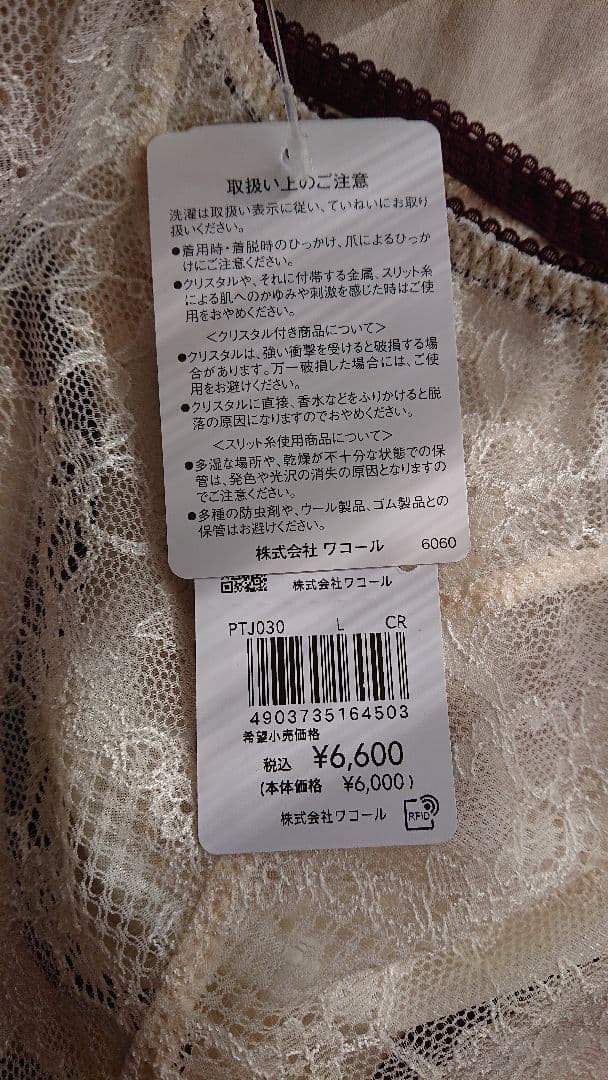 取扱い上のご注意
洗濯は取扱い表示に従い、ていねいにお取り
扱いください。
●着用時・着脱時のひっかけ、爪によるひっか
けにご注意ください。
●クリスタルや、それに付帯する金属、スリット糸
による肌へのかゆみや刺激を感じた時はご使
用をおやめください。
＜クリスタル付き商品について＞
●クリスタルは、強い衝撃を受けると破損する場
合があります。万一破損した場合には、ご使
用をお避けください。
●クリスタルに直接、香水などをふりかけると脱
落の原因になりますのでおやめください。
＜スリット糸使用商品について＞
●多湿な場所や、乾燥が不十分な状態での保
管は、発色や光沢の消失の原因となりますの
でご注意ください。
●多種の防虫剤や、ウール製品、ゴム製品との
保管はお避けください。
株式会社 ワコール 6060
株式会社ワコール
PTJ030 L CR
4903735164503
希望小売価格
税込 ¥6,600
(本体価格 ¥6,000)
株式会社ワコール RFID